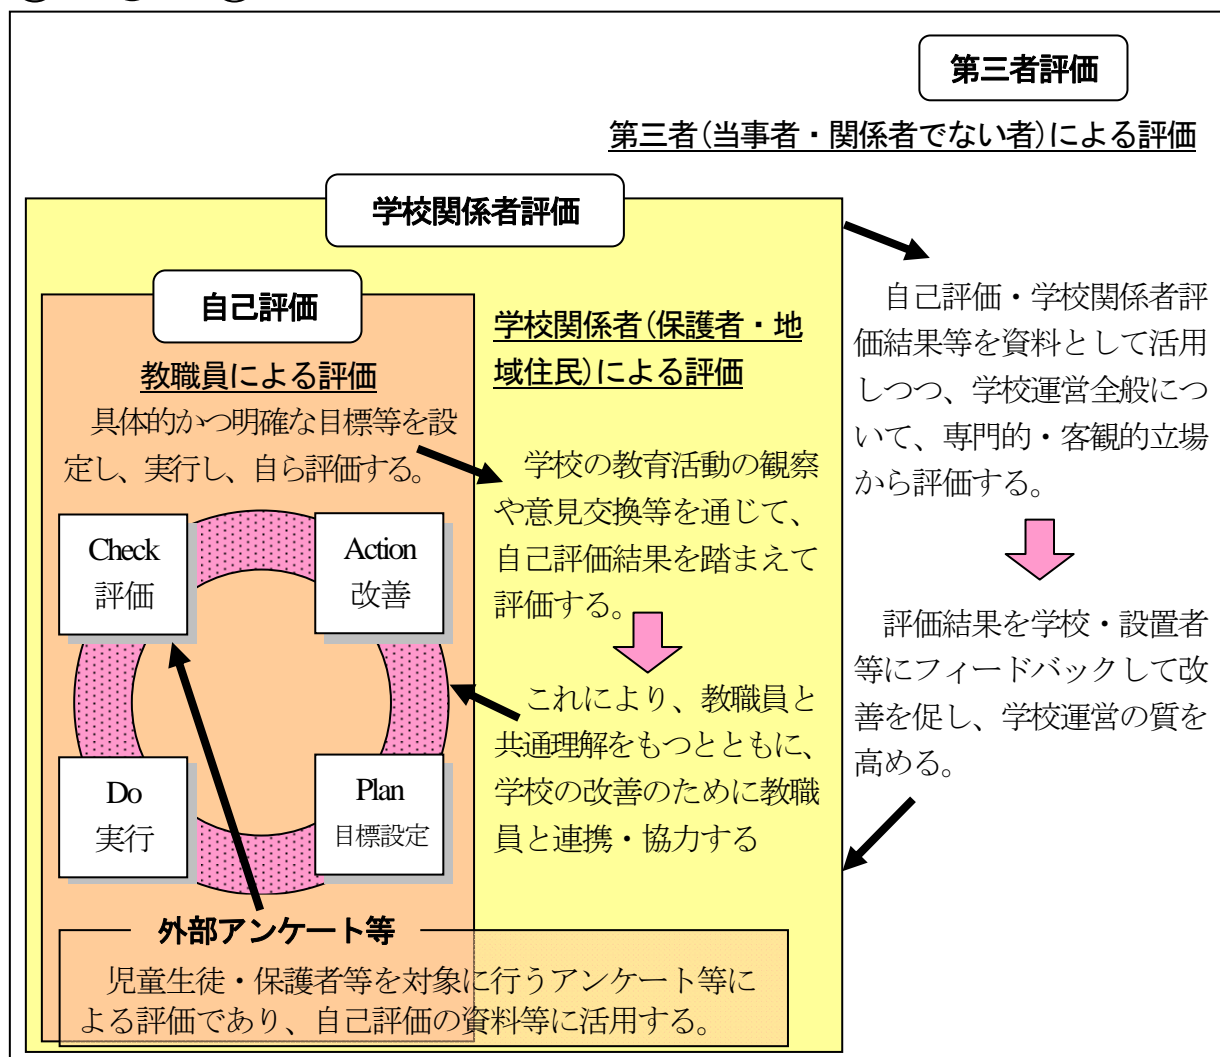 第三者評価
第三者(当事者・関係者でない者)による評価
学校関係者評価
自己評価
教職員による評価
具体的かつ明確な目標等を設
定し、実行し、自ら評価する。
Check
評価
Action
改善
Do
実行
Plan
目標設定
学校関係者(保護者・地
域住民)による評価
学校の教育活動の観察
や意見交換等を通じて、
自己評価結果を踏まえて
評価する。
これにより、教職員と
共通理解をもつとともに、
学校の改善のために教職
員と連携・協力する
自己評価・学校関係者評
価結果等を資料として活用
しつつ、学校運営全般につ
いて、専門的・客観的立場
から評価する。
評価結果を学校・設置者
等にフィードバックして改
善を促し、学校運営の質を
高める。
外部アンケート等
児童生徒・保護者等を対象に行うアンケート等に
よる評価であり、自己評価の資料等に活用する。